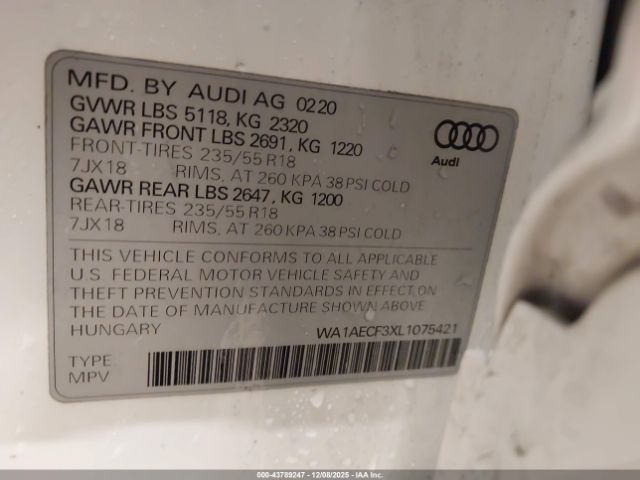 MFD. BY AUDI AG 0220
GVWR LBS 5118, KG 2320
GAWR FRONT LBS 2691, KG 1220
FRONT-TIRES 235/55 R18
7JX18 RIMS, AT 260 KPA 38 PSI COLD
GAWR REAR LBS 2647, KG 1200
REAR-TIRES 235/55 R18
7JX18 RIMS, AT 260 KPA 38 PSI COLD
Audi
THIS VEHICLE CONFORMS TO ALL APPLICABLE
U.S. FEDERAL MOTOR VEHICLE SAFETY AND
THEFT PREVENTION STANDARDS IN EFFECT ON
THE DATE OF MANUFACTURE SHOWN ABOVE
HUNGARY WA1AECF3XL1075421
TYPE
MPV
000-43789247 • 12/08/2025 - Copart, Inc.